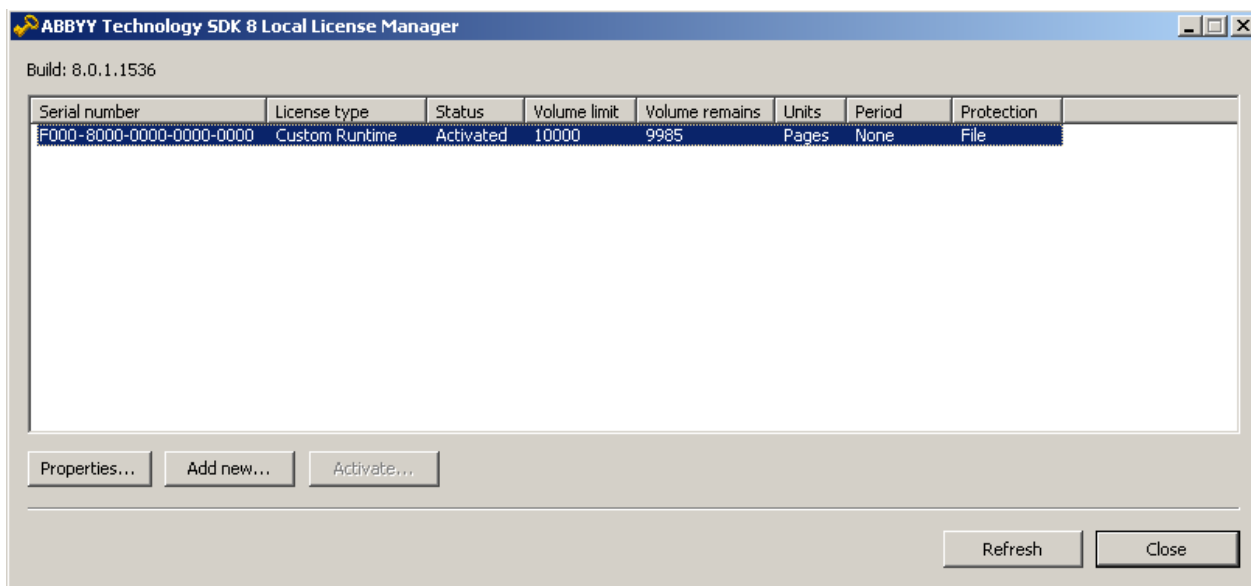 ABBYY Technology SDK 8 Local License Manager
Build: 8.0.1.1536
Serial number License type Status Volume limit Volume remains Units Period Protection
F000-8000-0000-0000-0000 Custom Runtime Activated 10000 9985 Pages None File
Properties... Add new... Activate...
Refresh Close